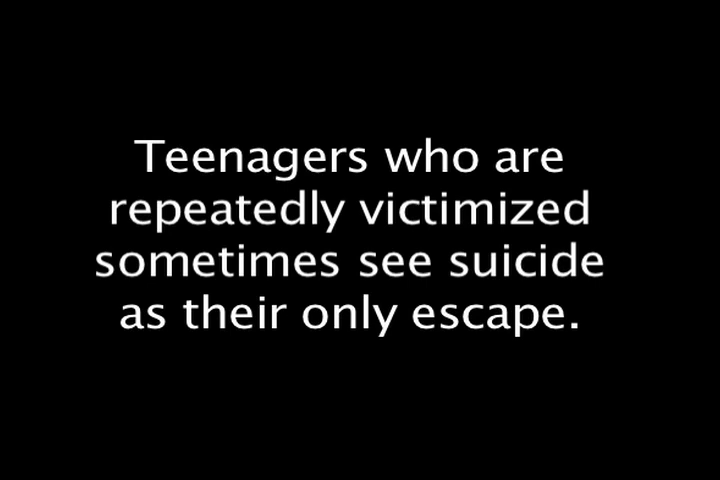 Teenagers who are
repeatedly victimized
sometimes see suicide
as their only escape.